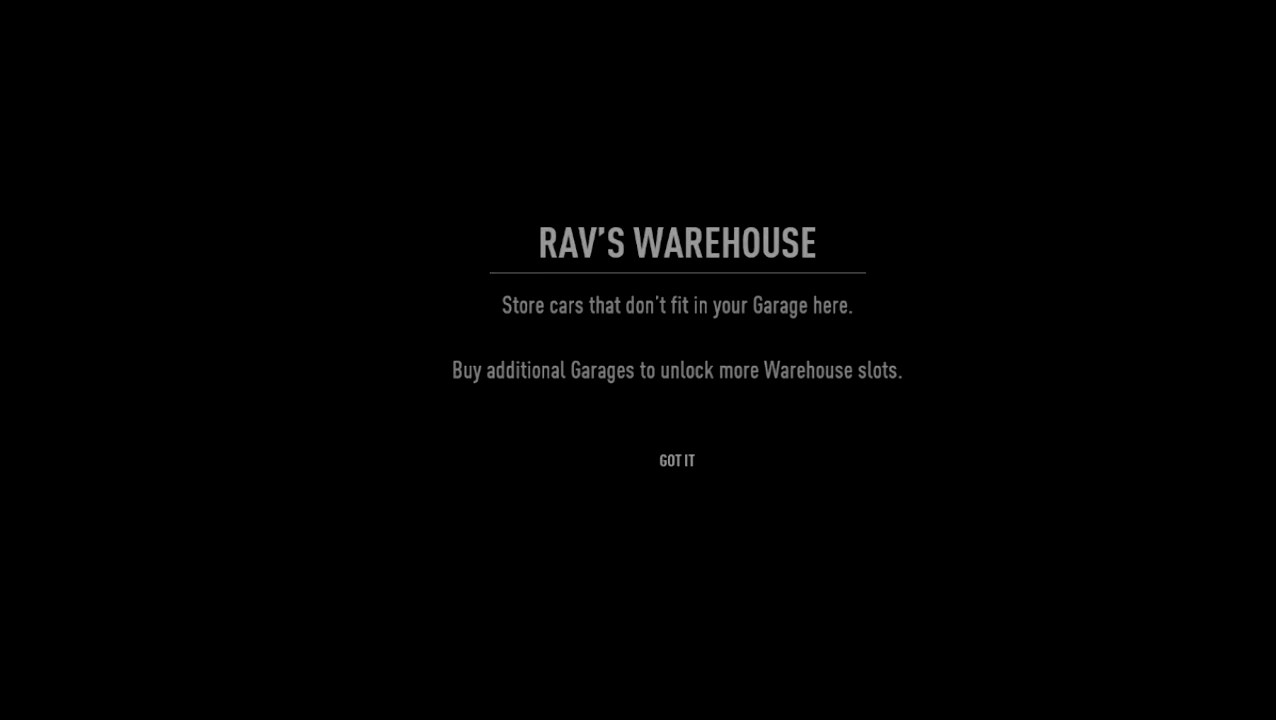 RAV'S WAREHOUSE
Store cars that don't fit in your Garage here.
Buy additional Garages to unlock more Warehouse slots.
GOT IT